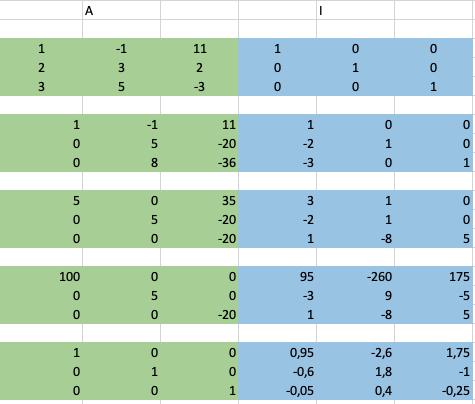 A I
1 -1 11 1 0 0
2 3 2 0 1 0
3 5 -3 0 0 1
1 -1 11 1 0 0
0 5 -20 -2 1 0
0 8 -36 -3 0 1
5 0 35 3 1 0
0 5 -20 -2 1 0
0 0 -20 1 -8 5
100 0 0 95 -260 175
0 5 0 -3 9 -5
0 0 -20 1 -8 5
1 0 0 0,95 -2,6 1,75
0 1 0 -0,6 1,8 -1
0 0 1 -0,05 0,4 -0,25